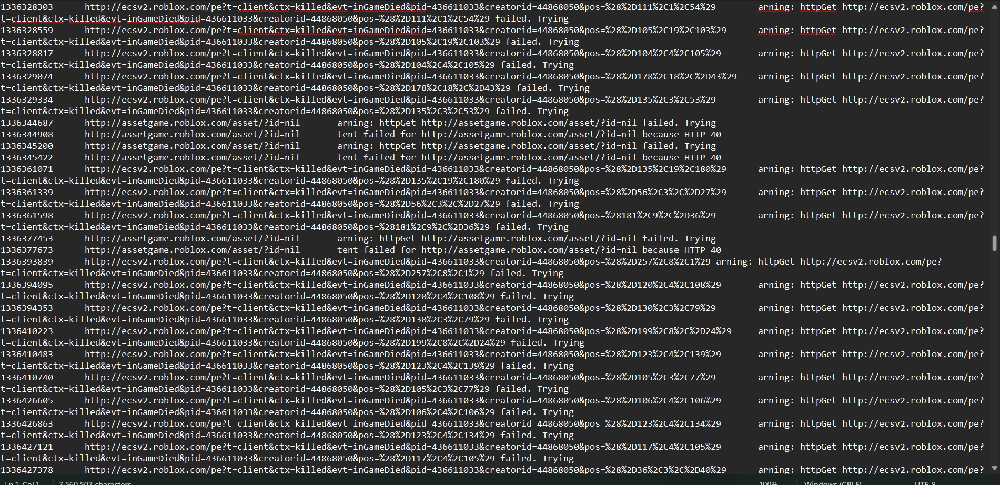 1336328303 http://ecsv2.roblox.com/pe?t=client&ctx=killed&evt=inGameDied&pid=436611033&creatorid=44868050&pos=%28%2D111%2C1%2C54%29 arning: httpGet http://ecsv2.roblox.com/pe?
t=client&ctx=killed&evt=inGameDied&pid=436611033&creatorid=44868050&pos=%28%2D111%2C1%2C54%29 failed. Trying
1336328559 http://ecsv2.roblox.com/pe?t=client&ctx=killed&evt=inGameDied&pid=436611033&creatorid=44868050&pos=%28%2D105%2C19%2C103%29 arning: httpGet http://ecsv2.roblox.com/pe?
t=client&ctx=killed&evt=inGameDied&pid=436611033&creatorid=44868050&pos=%28%2D105%2C19%2C103%29 failed. Trying
1336328817 http://ecsv2.roblox.com/pe?t=client&ctx=killed&evt=inGameDied&pid=436611033&creatorid=44868050&pos=%28%2D104%2C4%2C105%29 arning: httpGet http://ecsv2.roblox.com/pe?
t=client&ctx=killed&evt=inGameDied&pid=436611033&creatorid=44868050&pos=%28%2D104%2C4%2C105%29 failed. Trying
1336329074 http://ecsv2.roblox.com/pe?t=client&ctx=killed&evt=inGameDied&pid=436611033&creatorid=44868050&pos=%28%2D178%2C18%2C%2D43%29 arning: httpGet http://ecsv2.roblox.com/pe?
t=client&ctx=killed&evt=inGameDied&pid=436611033&creatorid=44868050&pos=%28%2D178%2C18%2C%2D43%29 failed. Trying
1336329334 http://ecsv2.roblox.com/pe?t=client&ctx=killed&evt=inGameDied&pid=436611033&creatorid=44868050&pos=%28%2D135%2C3%2C53%29 arning: httpGet http://ecsv2.roblox.com/pe?
t=client&ctx=killed&evt=inGameDied&pid=436611033&creatorid=44868050&pos=%28%2D135%2C3%2C53%29 failed. Trying
1336344687 http://assetgame.roblox.com/asset/?id=nil arning: httpGet http://assetgame.roblox.com/asset/?id=nil failed. Trying
1336344908 http://assetgame.roblox.com/asset/?id=nil tent failed for http://assetgame.roblox.com/asset/?id=nil because HTTP 40
1336345200 http://assetgame.roblox.com/asset/?id=nil arning: httpGet http://assetgame.roblox.com/asset/?id=nil failed. Trying
1336345422 http://assetgame.roblox.com/asset/?id=nil tent failed for http://assetgame.roblox.com/asset/?id=nil because HTTP 40
1336361071 http://ecsv2.roblox.com/pe?t=client&ctx=killed&evt=inGameDied&pid=436611033&creatorid=44868050&pos=%28%2D135%2C19%2C180%29 arning: httpGet http://ecsv2.roblox.com/pe?
t=client&ctx=killed&evt=inGameDied&pid=436611033&creatorid=44868050&pos=%28%2D135%2C19%2C180%29 failed. Trying
1336361339 http://ecsv2.roblox.com/pe?t=client&ctx=killed&evt=inGameDied&pid=436611033&creatorid=44868050&pos=%28%2D56%2C3%2C%2D27%29 arning: httpGet http://ecsv2.roblox.com/pe?
t=client&ctx=killed&evt=inGameDied&pid=436611033&creatorid=44868050&pos=%28%2D56%2C3%2C%2D27%29 failed. Trying
1336361598 http://ecsv2.roblox.com/pe?t=client&ctx=killed&evt=inGameDied&pid=436611033&creatorid=44868050&pos=%28181%2C9%2C%2D36%29 arning: httpGet http://ecsv2.roblox.com/pe?
t=client&ctx=killed&evt=inGameDied&pid=436611033&creatorid=44868050&pos=%28181%2C9%2C%2D36%29 failed. Trying
1336377453 http://assetgame.roblox.com/asset/?id=nil arning: httpGet http://assetgame.roblox.com/asset/?id=nil failed. Trying
1336377673 http://assetgame.roblox.com/asset/?id=nil tent failed for http://assetgame.roblox.com/asset/?id=nil because HTTP 40
1336393839 http://ecsv2.roblox.com/pe?t=client&ctx=killed&evt=inGameDied&pid=436611033&creatorid=44868050&pos=%28%2D257%2C8%2C1%29 arning: httpGet http://ecsv2.roblox.com/pe?
t=client&ctx=killed&evt=inGameDied&pid=436611033&creatorid=44868050&pos=%28%2D257%2C8%2C1%29 failed. Trying
1336394095 http://ecsv2.roblox.com/pe?t=client&ctx=killed&evt=inGameDied&pid=436611033&creatorid=44868050&pos=%28%2D120%2C4%2C108%29 arning: httpGet http://ecsv2.roblox.com/pe?
t=client&ctx=killed&evt=inGameDied&pid=436611033&creatorid=44868050&pos=%28%2D120%2C4%2C108%29 failed. Trying
1336394353 http://ecsv2.roblox.com/pe?t=client&ctx=killed&evt=inGameDied&pid=436611033&creatorid=44868050&pos=%28%2D130%2C3%2C79%29 arning: httpGet http://ecsv2.roblox.com/pe?
t=client&ctx=killed&evt=inGameDied&pid=436611033&creatorid=44868050&pos=%28%2D130%2C3%2C79%29 failed. Trying
1336410223 http://ecsv2.roblox.com/pe?t=client&ctx=killed&evt=inGameDied&pid=436611033&creatorid=44868050&pos=%28%2D199%2C8%2C%2D24%29 arning: httpGet http://ecsv2.roblox.com/pe?
t=client&ctx=killed&evt=inGameDied&pid=436611033&creatorid=44868050&pos=%28%2D199%2C8%2C%2D24%29 failed. Trying
1336410483 http://ecsv2.roblox.com/pe?t=client&ctx=killed&evt=inGameDied&pid=436611033&creatorid=44868050&pos=%28%2D123%2C4%2C139%29 arning: httpGet http://ecsv2.roblox.com/pe?
t=client&ctx=killed&evt=inGameDied&pid=436611033&creatorid=44868050&pos=%28%2D123%2C4%2C139%29 failed. Trying
1336410740 http://ecsv2.roblox.com/pe?t=client&ctx=killed&evt=inGameDied&pid=436611033&creatorid=44868050&pos=%28%2D105%2C3%2C77%29 arning: httpGet http://ecsv2.roblox.com/pe?
t=client&ctx=killed&evt=inGameDied&pid=436611033&creatorid=44868050&pos=%28%2D105%2C3%2C77%29 failed. Trying
1336426605 http://ecsv2.roblox.com/pe?t=client&ctx=killed&evt=inGameDied&pid=436611033&creatorid=44868050&pos=%28%2D106%2C4%2C106%29 arning: httpGet http://ecsv2.roblox.com/pe?
t=client&ctx=killed&evt=inGameDied&pid=436611033&creatorid=44868050&pos=%28%2D106%2C4%2C106%29 failed. Trying
1336426863 http://ecsv2.roblox.com/pe?t=client&ctx=killed&evt=inGameDied&pid=436611033&creatorid=44868050&pos=%28%2D123%2C4%2C134%29 arning: httpGet http://ecsv2.roblox.com/pe?
t=client&ctx=killed&evt=inGameDied&pid=436611033&creatorid=44868050&pos=%28%2D123%2C4%2C134%29 failed. Trying
1336427121 http://ecsv2.roblox.com/pe?t=client&ctx=killed&evt=inGameDied&pid=436611033&creatorid=44868050&pos=%28%2D117%2C4%2C105%29 arning: httpGet http://ecsv2.roblox.com/pe?
t=client&ctx=killed&evt=inGameDied&pid=436611033&creatorid=44868050&pos=%28%2D117%2C4%2C105%29 failed. Trying
1336427378 http://ecsv2.roblox.com/pe?t=client&ctx=killed&evt=inGameDied&pid=436611033&creatorid=44868050&pos=%28%2D36%2C3%2C%2D40%29 arning: httpGet http://ecsv2.roblox.com/pe?
Ln 1, Col 1 7,560,507 characters 100% Windows (CRLF) UTF-8